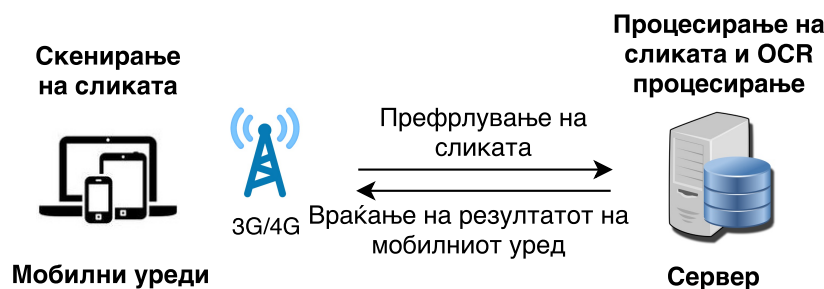 Скенирање
на сликата
Мобилни уреди
3G/4G
Префрлување на
сликата
Враќање на резултатот на
мобилниот уред
Процесирање на
сликата и OCR
процесирање
Сервер